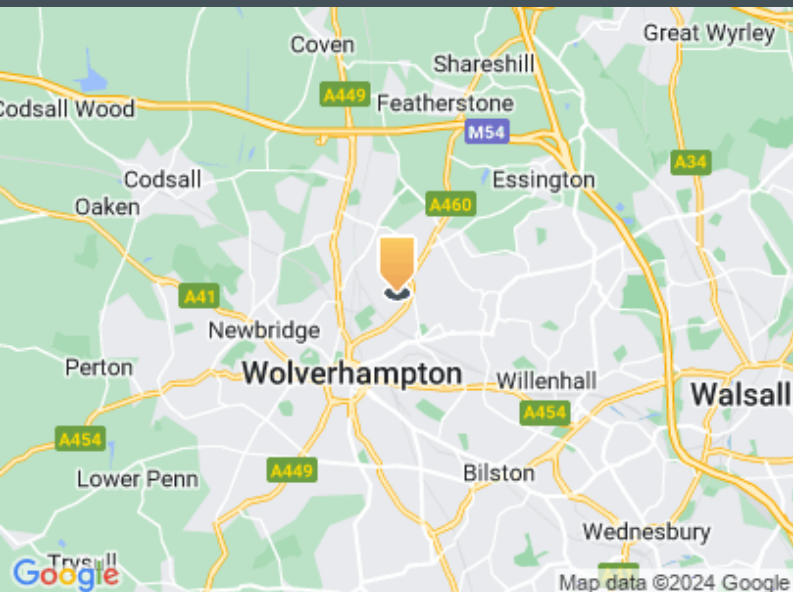 Coven
Great Wyrley
Shareshill
A449
Featherstone
Codsall Wood
M54
A34
Codsall
Essington
Oaken
A460
A41
Newbridge
Perton
Wolverhampton
Willenhall
Walsall
A454
A454
Lower Penn
A449
Bilston
Wednesbury
Trysull
Google
Map data ©2024 Google